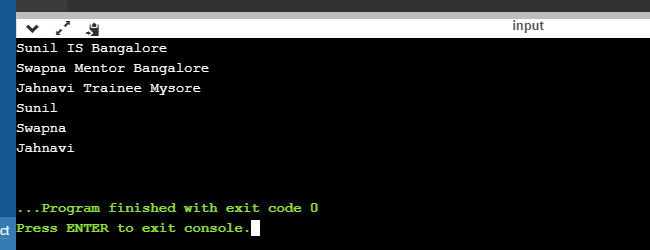 input
Sunil IS Bangalore
Swapna Mentor Bangalore
Jahnavi Trainee Mysore
Sunil
Swapna
Jahnavi
...Program finished with exit code 0
ct
Press ENTER to exit console.